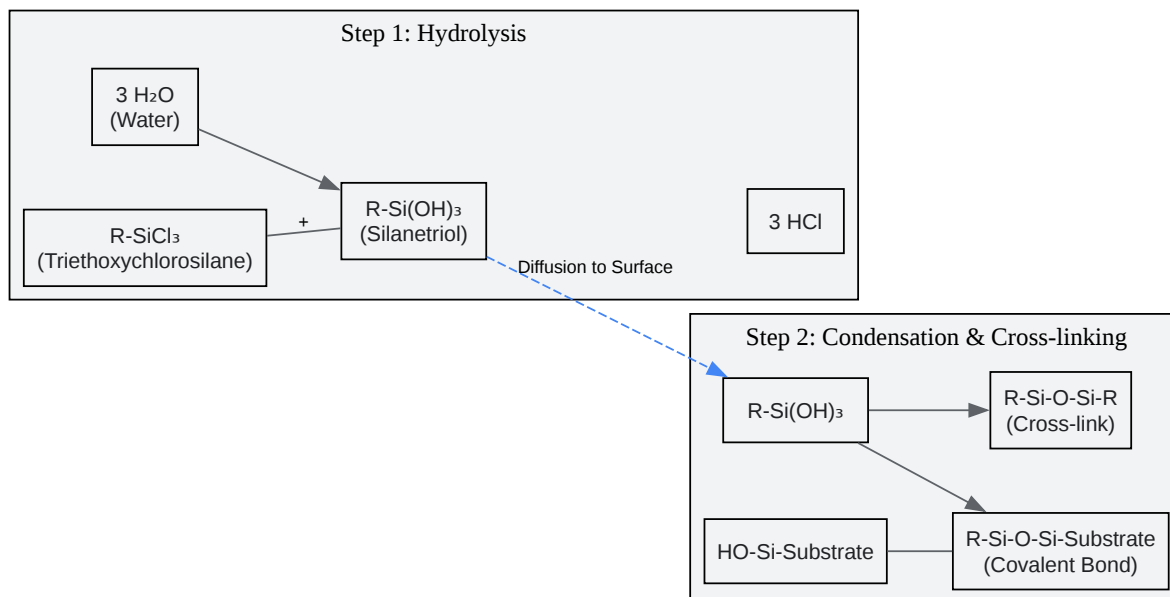 Step 1: Hydrolysis
3 H₂O
(Water)
R-SiCl₃
(Triethoxychlorosilane)
+
R-Si(OH)₃
(Silanetriol)
3 HCl
Diffusion to Surface
Step 2: Condensation & Cross-linking
R-Si(OH)₃
R-Si-O-Si-R
(Cross-link)
HO-Si-Substrate
R-Si-O-Si-Substrate
(Covalent Bond)